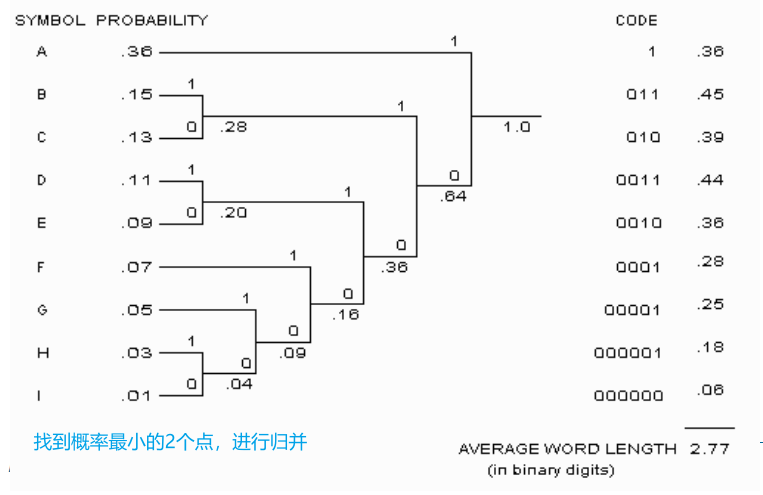 SYMBOL PROBABILITY CODE
1
A .36 1 .36
1
B .15 011 .45
1
0 .28 1.0
C .13 010 .39
1 0
D .11 0011 .44
1 .64
0 .20
E .09 0010 .36
0
1 .36
F .07 0001 .28
1 0
G .05 .16 00001 .25
0
1 .09
H .03 000001 .18
0
0 .04
I .01 000000 .06
找到概率最小的2个点，进行归并
AVERAGE WORD LENGTH 2.77
(in binary digits)